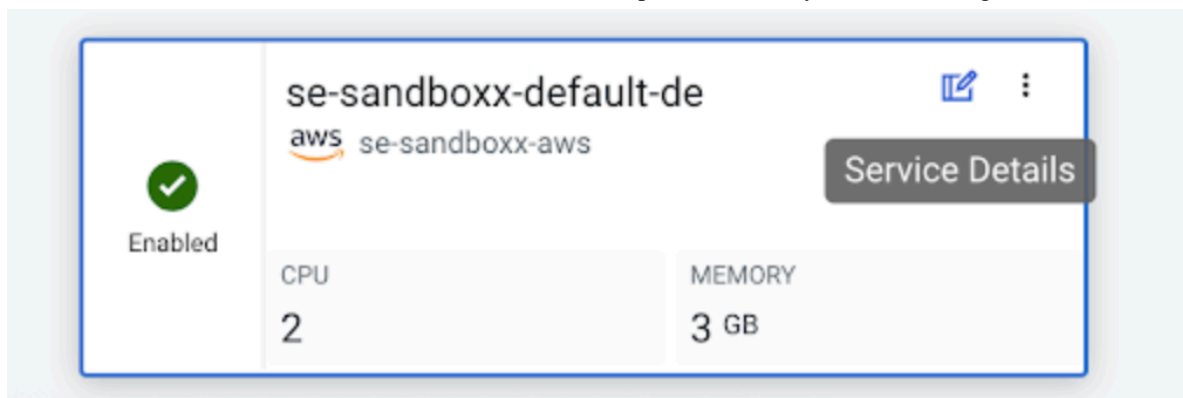 se-sandboxx-default-de
aws se-sandboxx-aws
Service Details
Enabled
CPU
2
MEMORY
3 GB